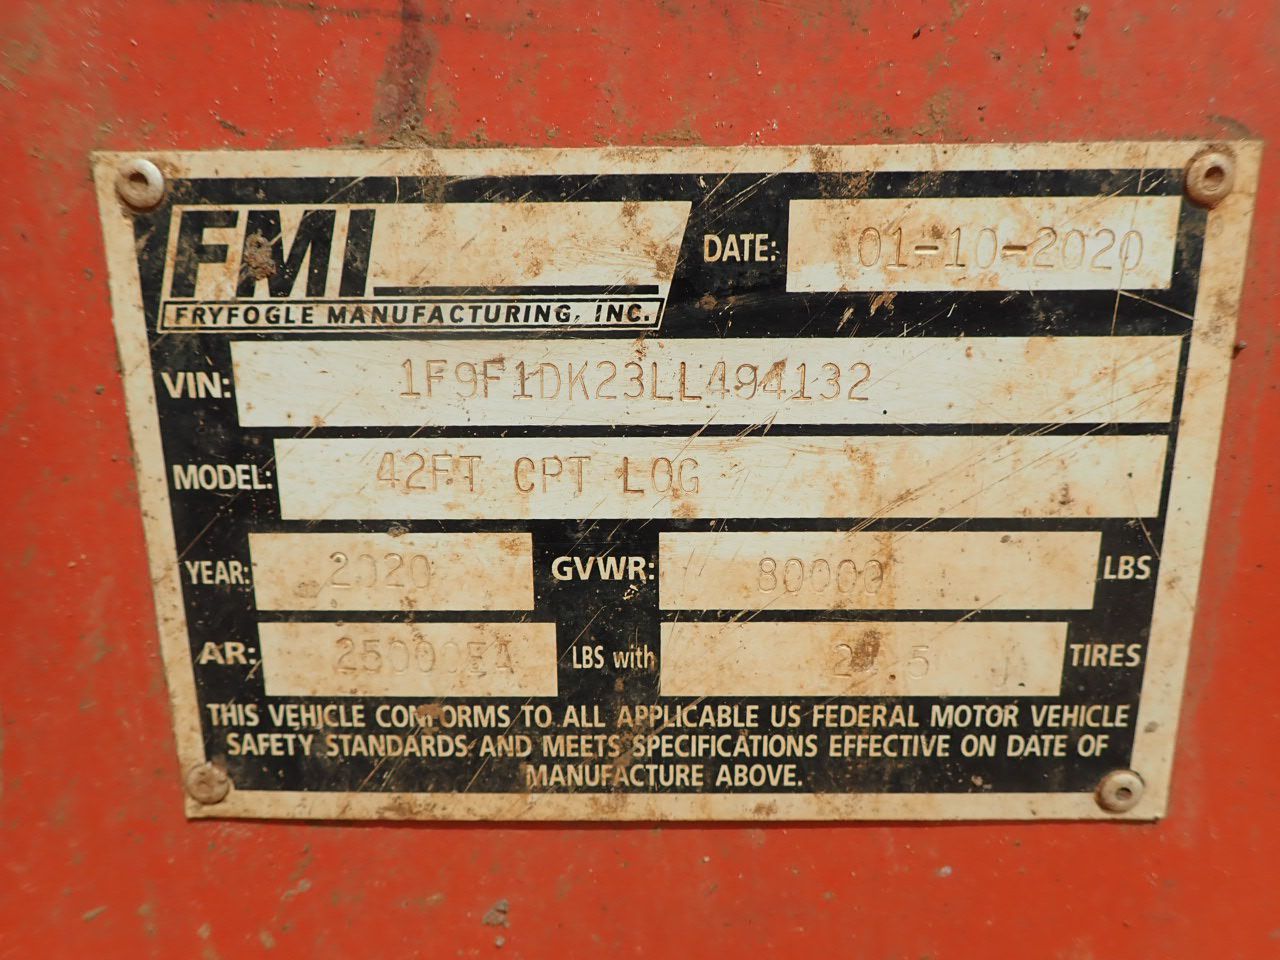 FMI
FRYFOGLE MANUFACTURING, INC.
DATE: 01-10-2020
VIN: 1F9F1DK23LL494132
MODEL: 42FT CPT LOG
YEAR: 2020 GVWR: 80000 LBS
AR: 25000EA LBS with TIRES
THIS VEHICLE CONFORMS TO ALL APPLICABLE US FEDERAL MOTOR VEHICLE
SAFETY STANDARDS AND MEETS SPECIFICATIONS EFFECTIVE ON DATE OF
MANUFACTURE ABOVE.